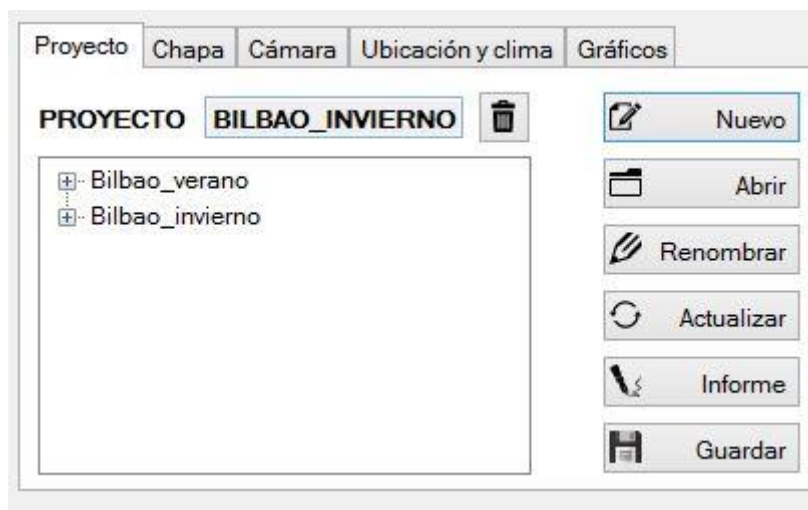 Proyecto Chapa Cámara Ubicación y clima Gráficos
PROYECTO BILBAO_INVIERNO
Nuevo
Bilbao_verano
Abrir
Bilbao_invierno
Renombrar
Actualizar
Informe
Guardar